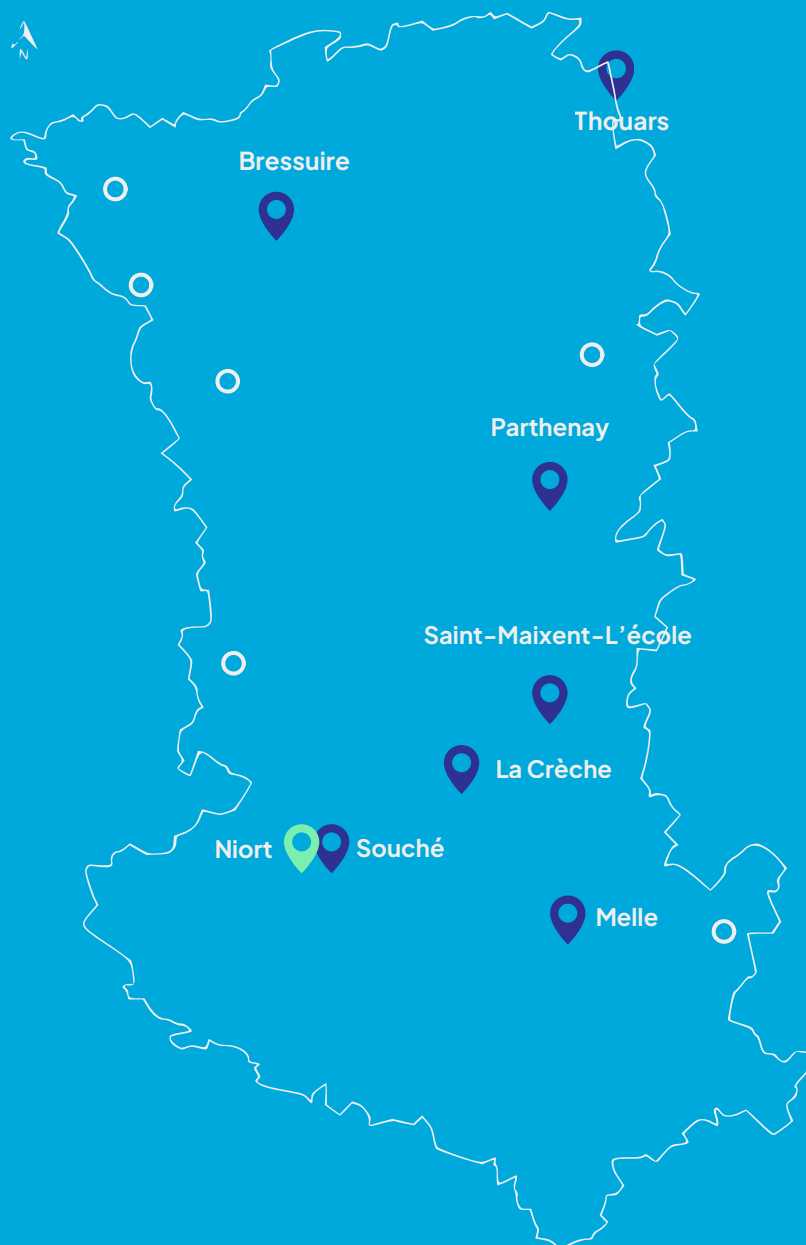 N
Thouars
Bressuire
Parthenay
Saint-Maixent-L'école
La Crèche
Niort
Souché
Melle